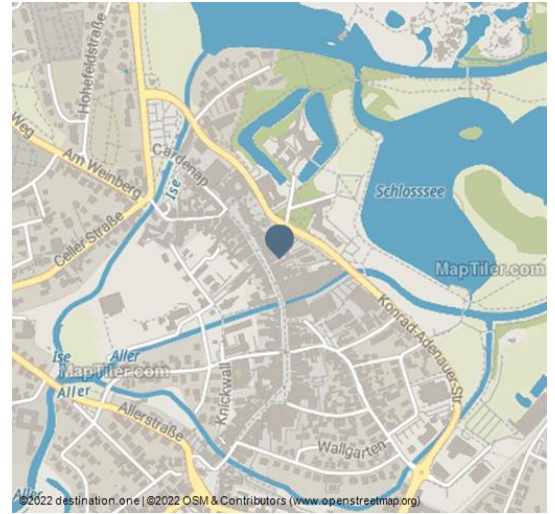 Hohefeldstraße
Weg
Am Weinberg
Cardenap
Ise
Celler Straße
Schlosssee
MapTiler.com
Konrad-Adenauer-Str
Ise
Aller
MapTiler.com
Aller
Allerstraße
Knickwall
Wallgarten
Aller
©2022 destination.one | ©2022 OSM & Contributors (www.openstreetmap.org)